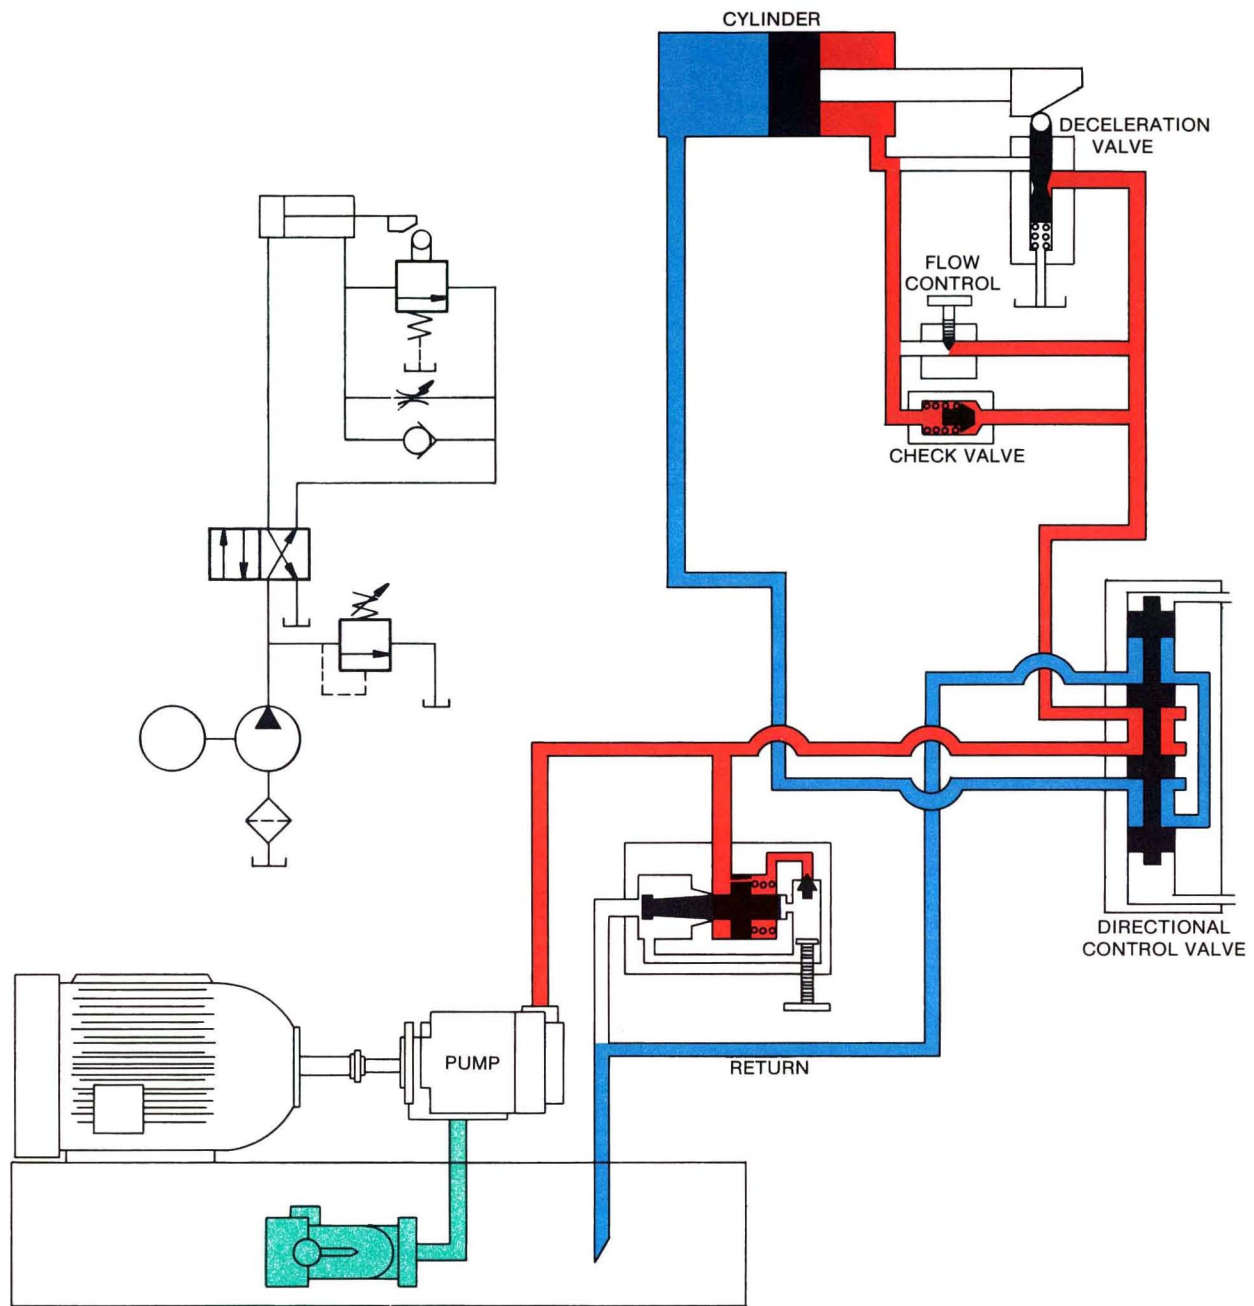 CYLINDER
DECELERATION
VALVE
FLOW
CONTROL
CHECK VALVE
DIRECTIONAL
CONTROL VALVE
PUMP
RETURN